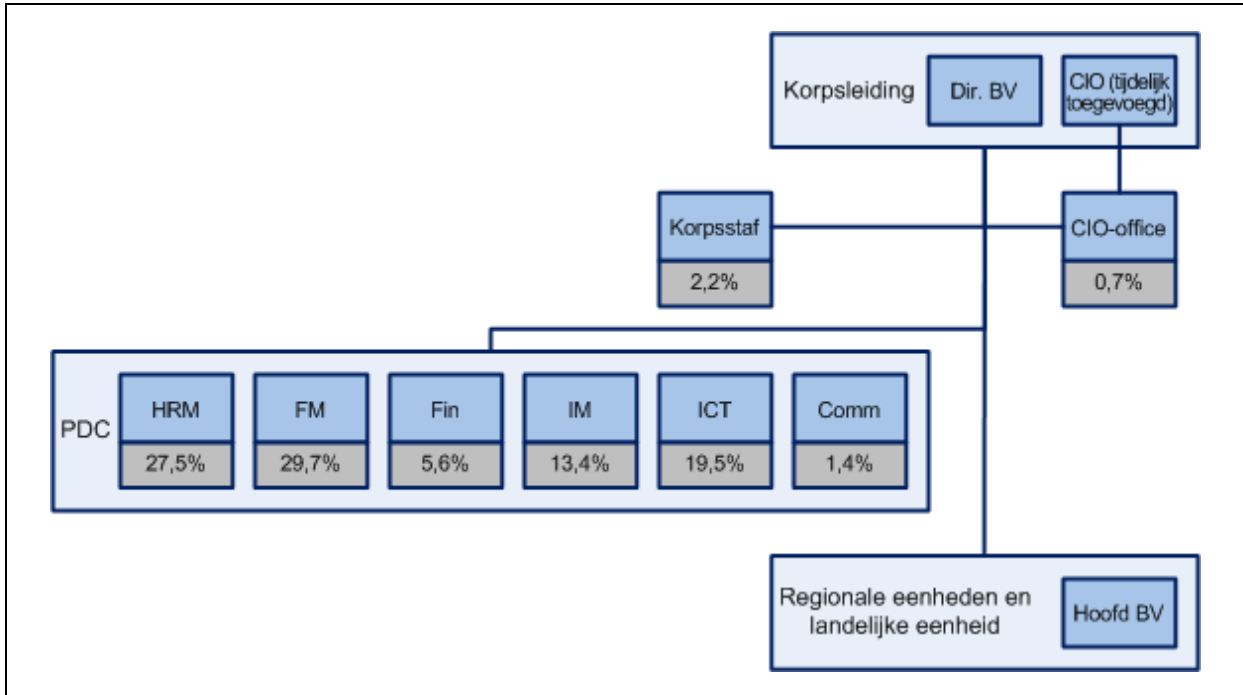 Korpsleiding
Dir. BV
CIO (tijdelijk
toegevoegd)
Korpsstaf
2,2%
CIO-office
0,7%
PDC
HRM
27,5%
FM
29,7%
Fin
5,6%
IM
13,4%
ICT
19,5%
Comm
1,4%
Regionale eenheden en
landelijke eenheid
Hoofd BV